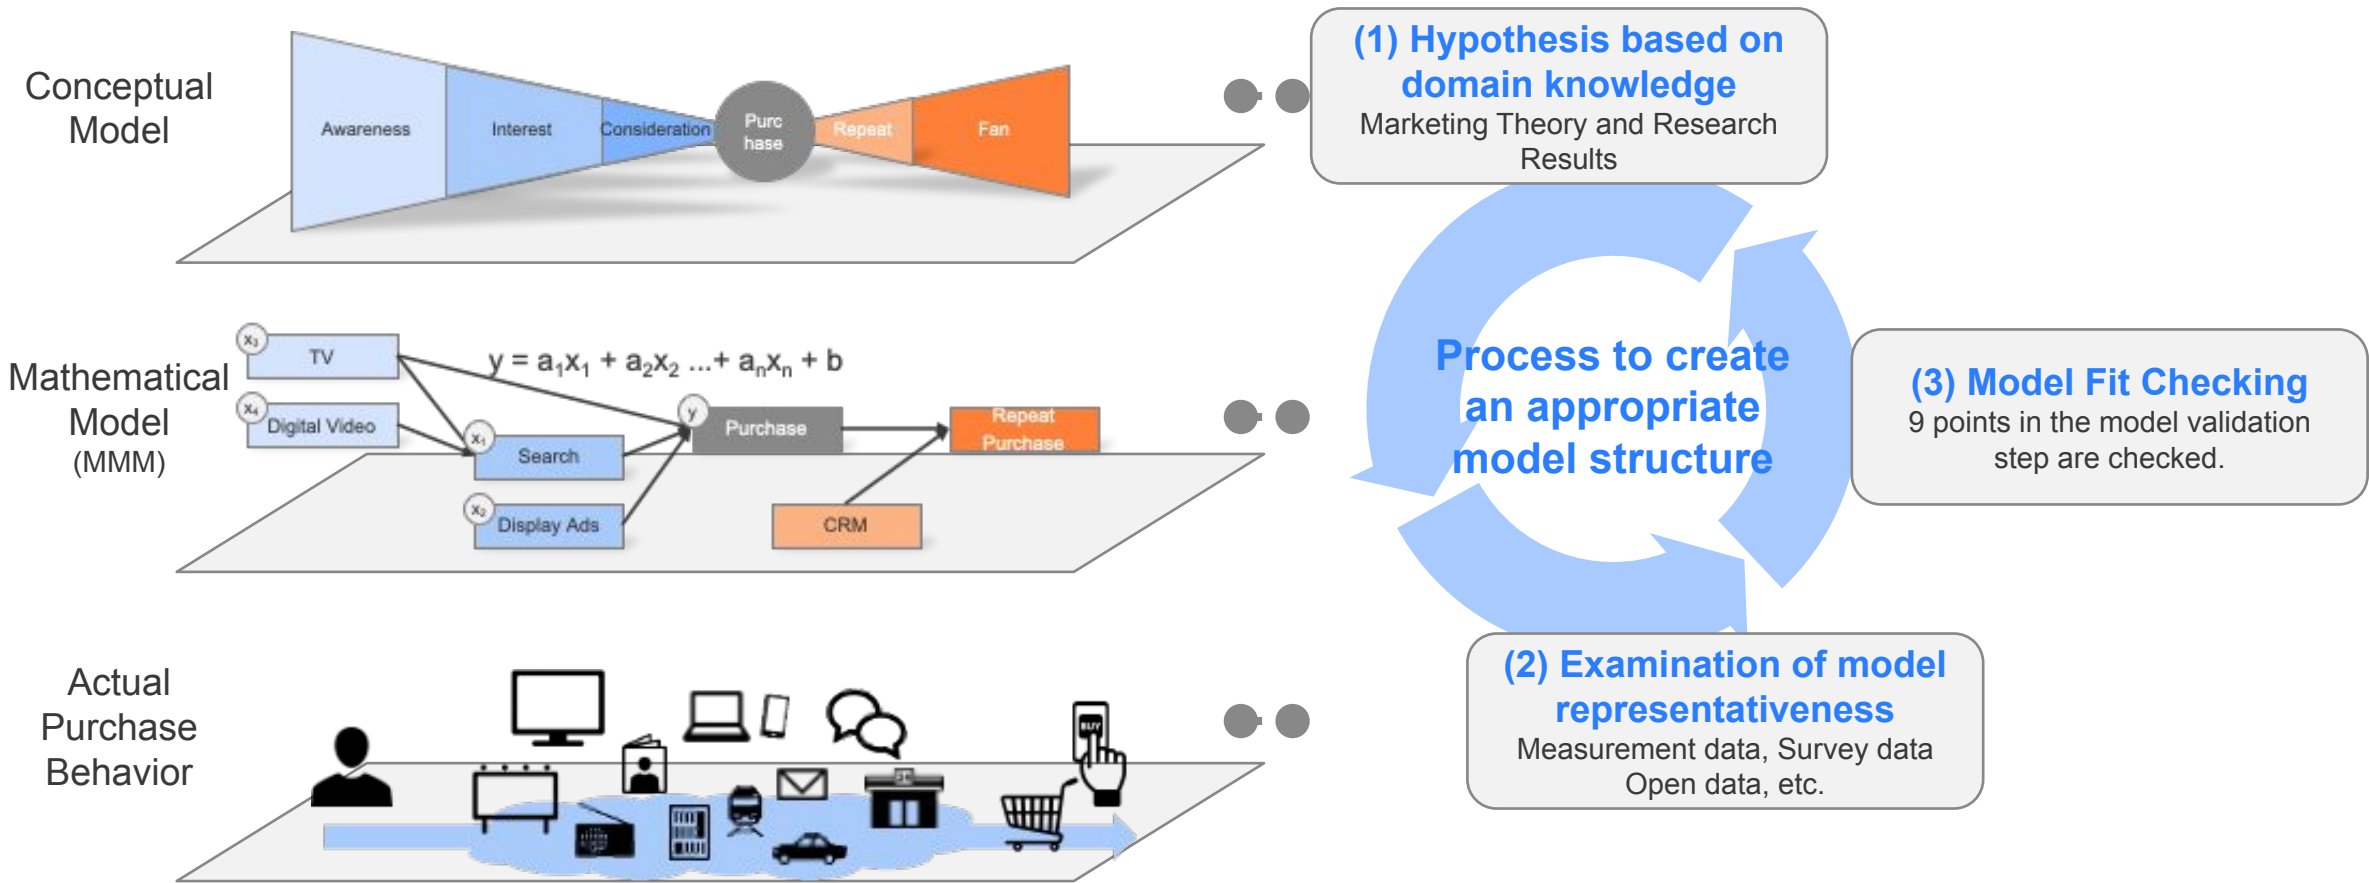 Conceptual
Model
Awareness
Interest
Consideration
Purc
hase
Repeat
Fan
(1) Hypothesis based on
domain knowledge
Marketing Theory and Research
Results
Mathematical
Model
(MMM)
x₃
TV
x₄
Digital Video
y = a₁x₁ + a₂x₂ ...+ aₙxₙ + b
x₁
Search
x₂
Display Ads
y
Purchase
Repeat
Purchase
CRM
Process to create
an appropriate
model structure
(3) Model Fit Checking
9 points in the model validation
step are checked.
Actual
Purchase
Behavior
BUY
(2) Examination of model
representativeness
Measurement data, Survey data
Open data, etc.